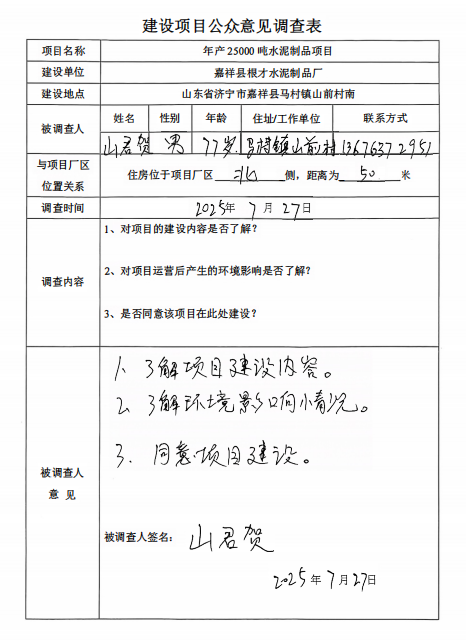 建设项目公众意见调查表
项目名称 年产25000吨水泥制品项目
建设单位 嘉祥县根才水泥制品厂
建设地点 山东省济宁市嘉祥县马村镇山前村南
被调查人 姓名 性别 年龄 住址/工作单位 联系方式
山君贺 男 77岁 马村镇山前村 13676372951
与项目厂区位置关系 住房位于项目厂区 北 侧，距离为 50 米
调查时间 2025年 7月 27日
调查内容
1、对项目的建设内容是否了解？
2、对项目运营后产生的环境影响是否了解？
3、是否同意该项目在此处建设？
被调查人
意 见
1、了解项目建设内容。
2、了解环境影响情况。
3、同意项目建设。
被调查人签名：山君贺
2025年7月27日